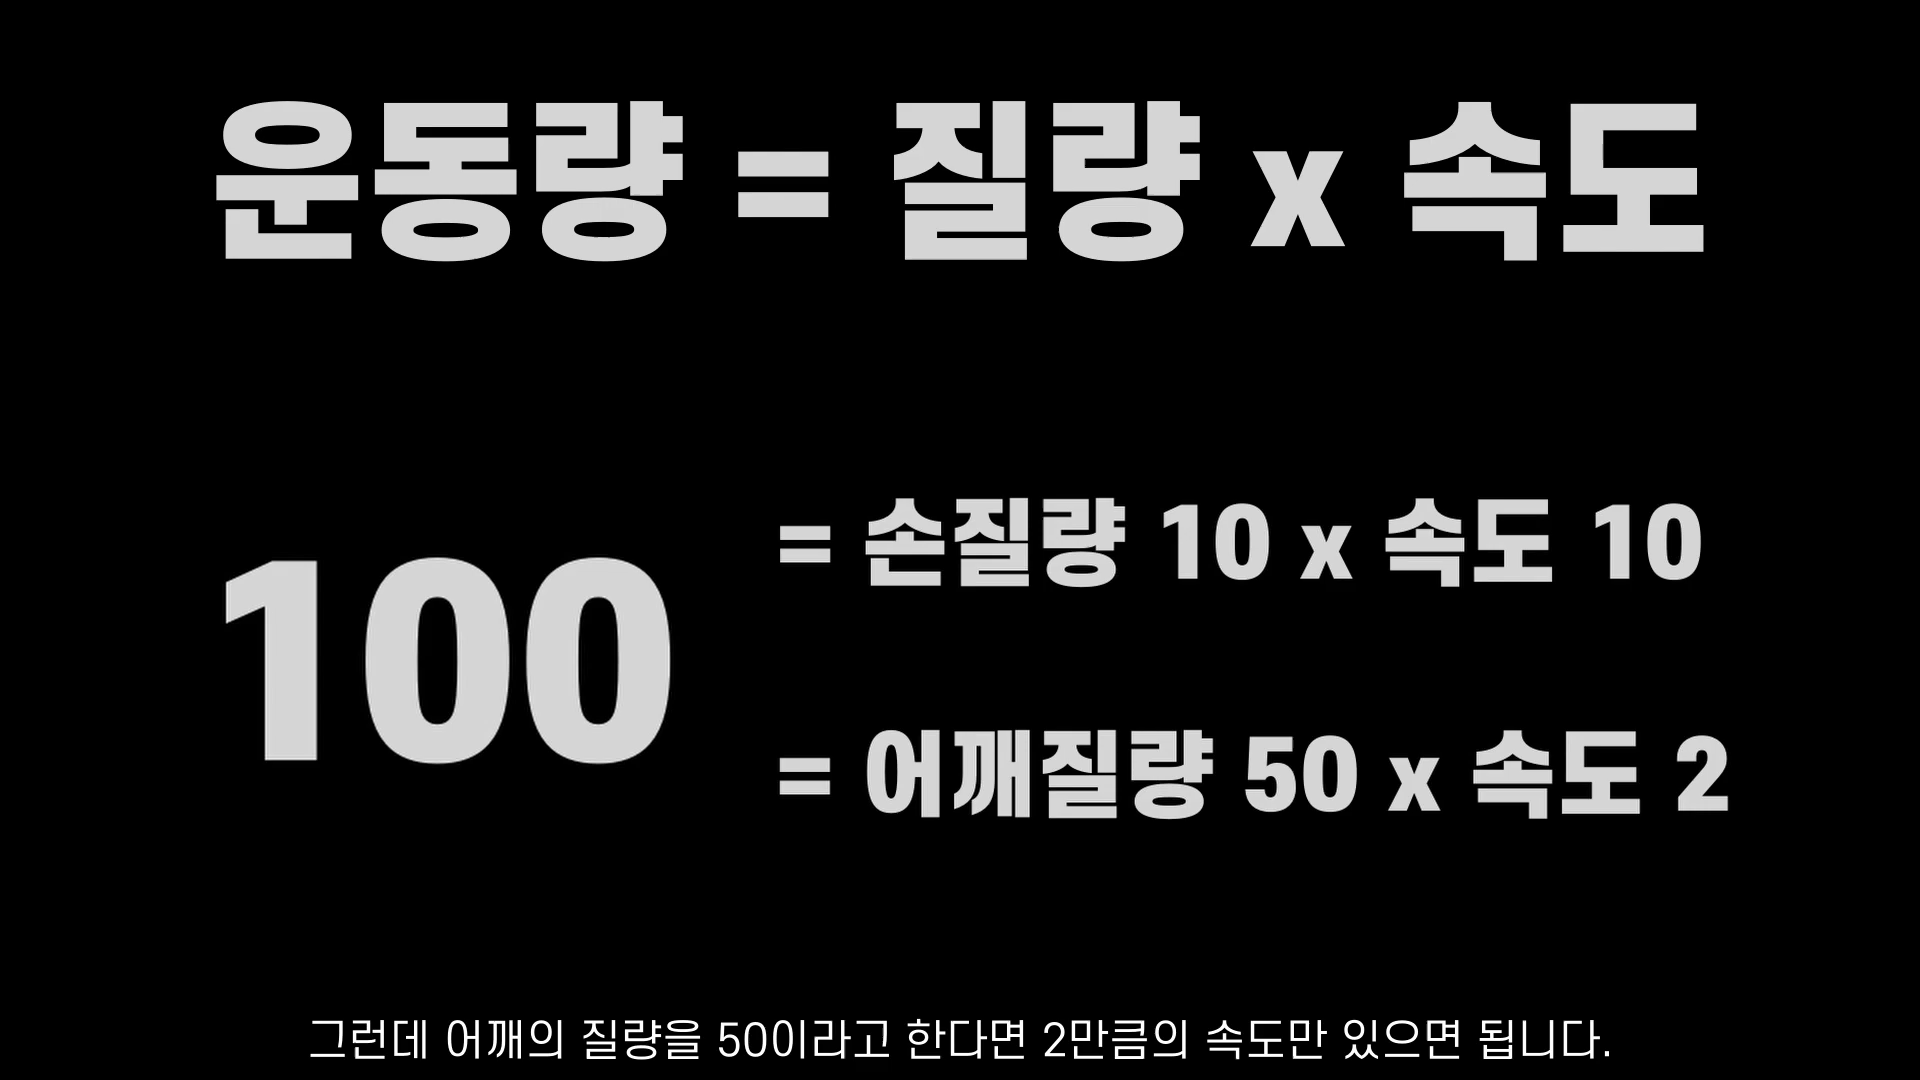 운동량 = 질량 x 속도
100
= 손질량 10 x 속도 10
= 어깨질량 50 x 속도 2
그런데 어깨의 질량을 50이라고 한다면 2만큼의 속도만 있으면 됩니다.